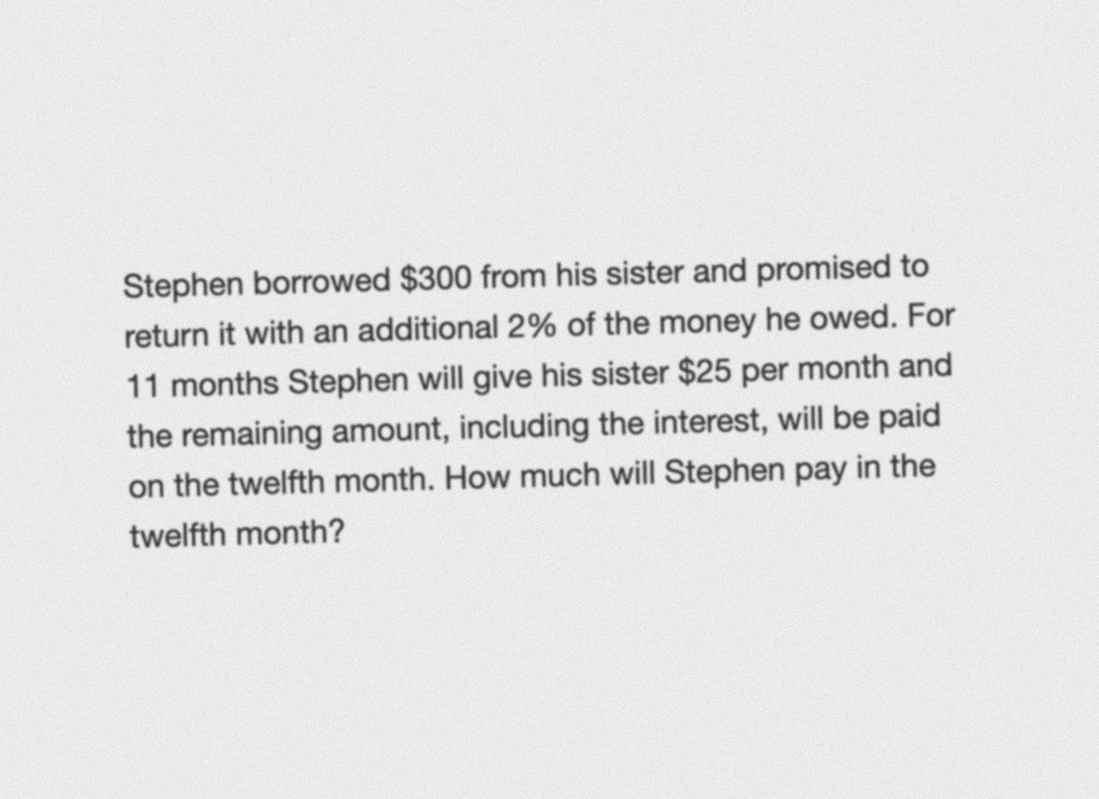 Stephen borrowed $300 from his sister and promised to
return it with an additional 2% of the money he owed. For
11 months Stephen will give his sister $25 per month and
the remaining amount, including the interest, will be paid
on the twelfth month. How much will Stephen pay in the
twelfth month?